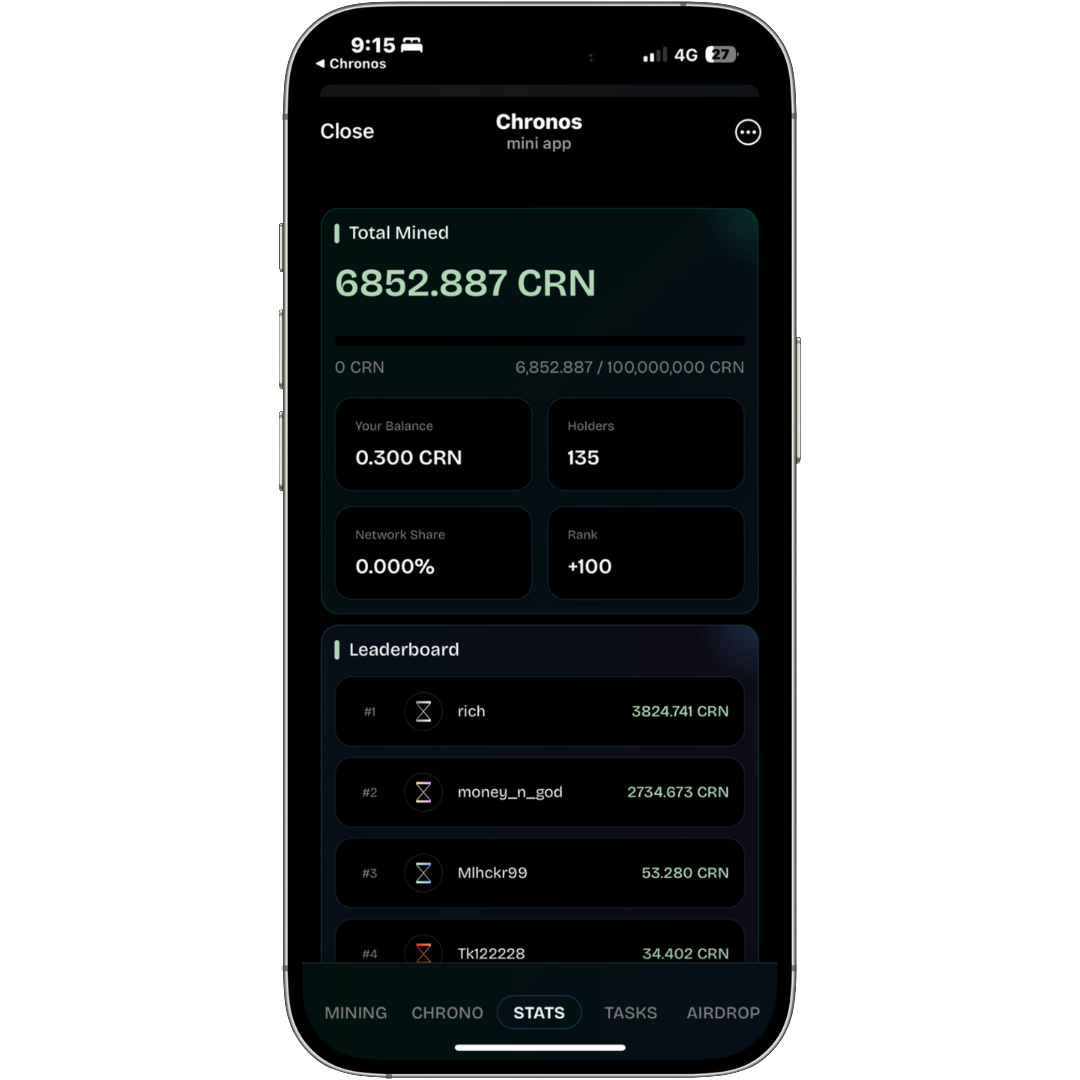 9:15
◀ Chronos
4G
27
Close
Chronos
mini app
Total Mined
6852.887 CRN
0 CRN
6,852.887 / 100,000,000 CRN
Your Balance
Holders
0.300 CRN
135
Network Share
Rank
0.000%
+100
Leaderboard
#1 rich 3824.741 CRN
#2 money_n_god 2734.673 CRN
#3 Mlhckr99 53.280 CRN
#4 Tk122228 34.402 CRN
MINING CHRONO STATS TASKS AIRDROP